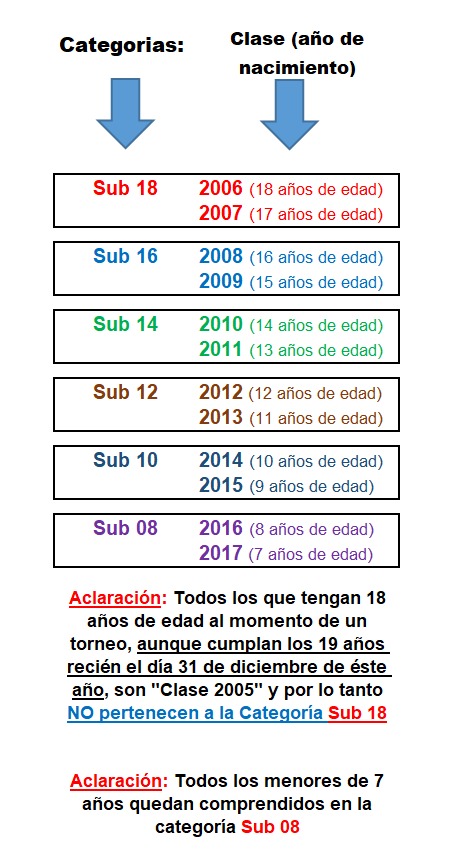 Categorias:
Clase (año de
nacimiento)
Sub 18 2006 (18 años de edad)
2007 (17 años de edad)
Sub 16 2008 (16 años de edad)
2009 (15 años de edad)
Sub 14 2010 (14 años de edad)
2011 (13 años de edad)
Sub 12 2012 (12 años de edad)
2013 (11 años de edad)
Sub 10 2014 (10 años de edad)
2015 (9 años de edad)
Sub 08 2016 (8 años de edad)
2017 (7 años de edad)
Aclaración: Todos los que tengan 18
años de edad al momento de un
torneo, aunque cumplan los 19 años
recién el día 31 de diciembre de éste
año, son "Clase 2005" y por lo tanto
NO pertenecen a la Categoría Sub 18
Aclaración: Todos los menores de 7
años quedan comprendidos en la
categoría Sub 08